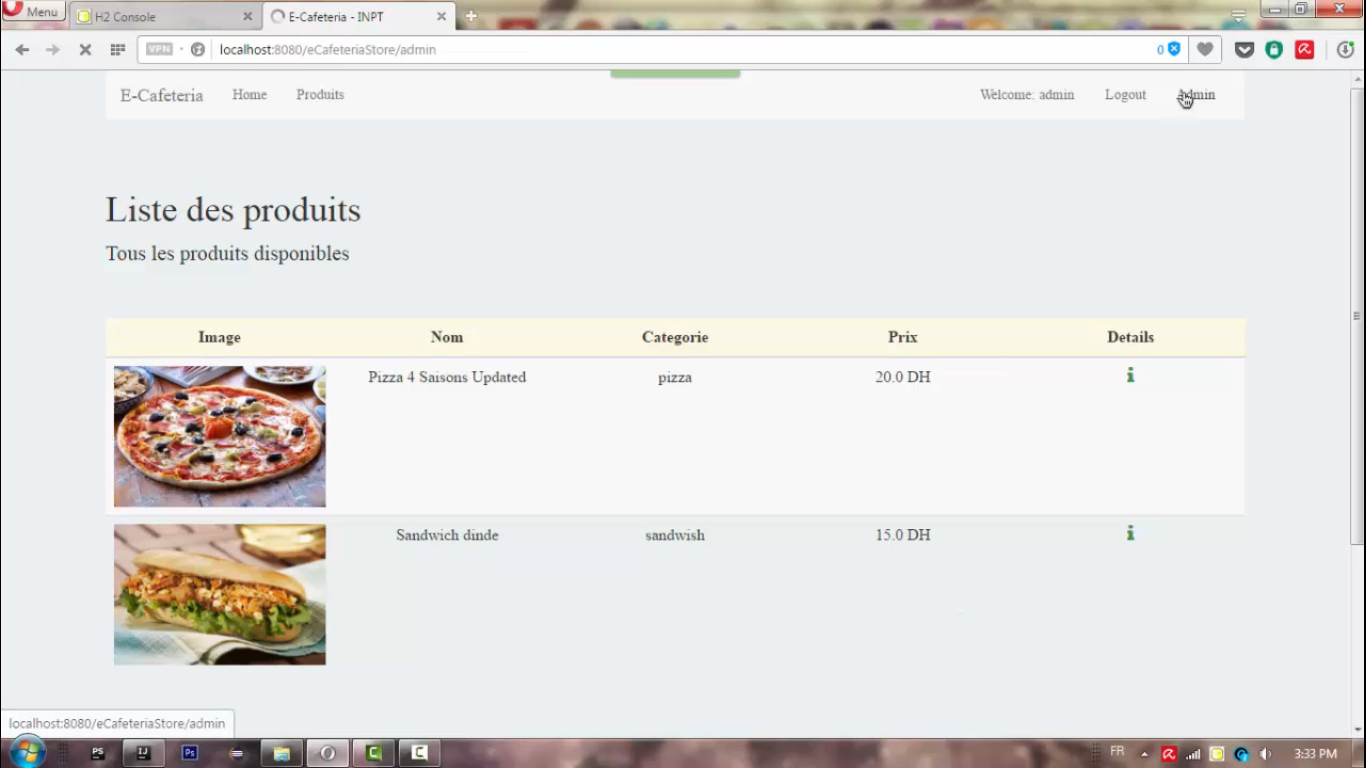 Menu
H2 Console
E-Cafeteria - INPT
VPN
localhost:8080/eCafeteriaStore/admin
0
E-Cafeteria Home Produits Welcome: admin Logout Admin
Liste des produits
Tous les produits disponibles
Image Nom Categorie Prix Details
Pizza 4 Saisons Updated pizza 20.0 DH
Sandwich dinde sandwish 15.0 DH
localhost:8080/eCafeteriaStore/admin
PS IJ Ps C C FR 3:33 PM